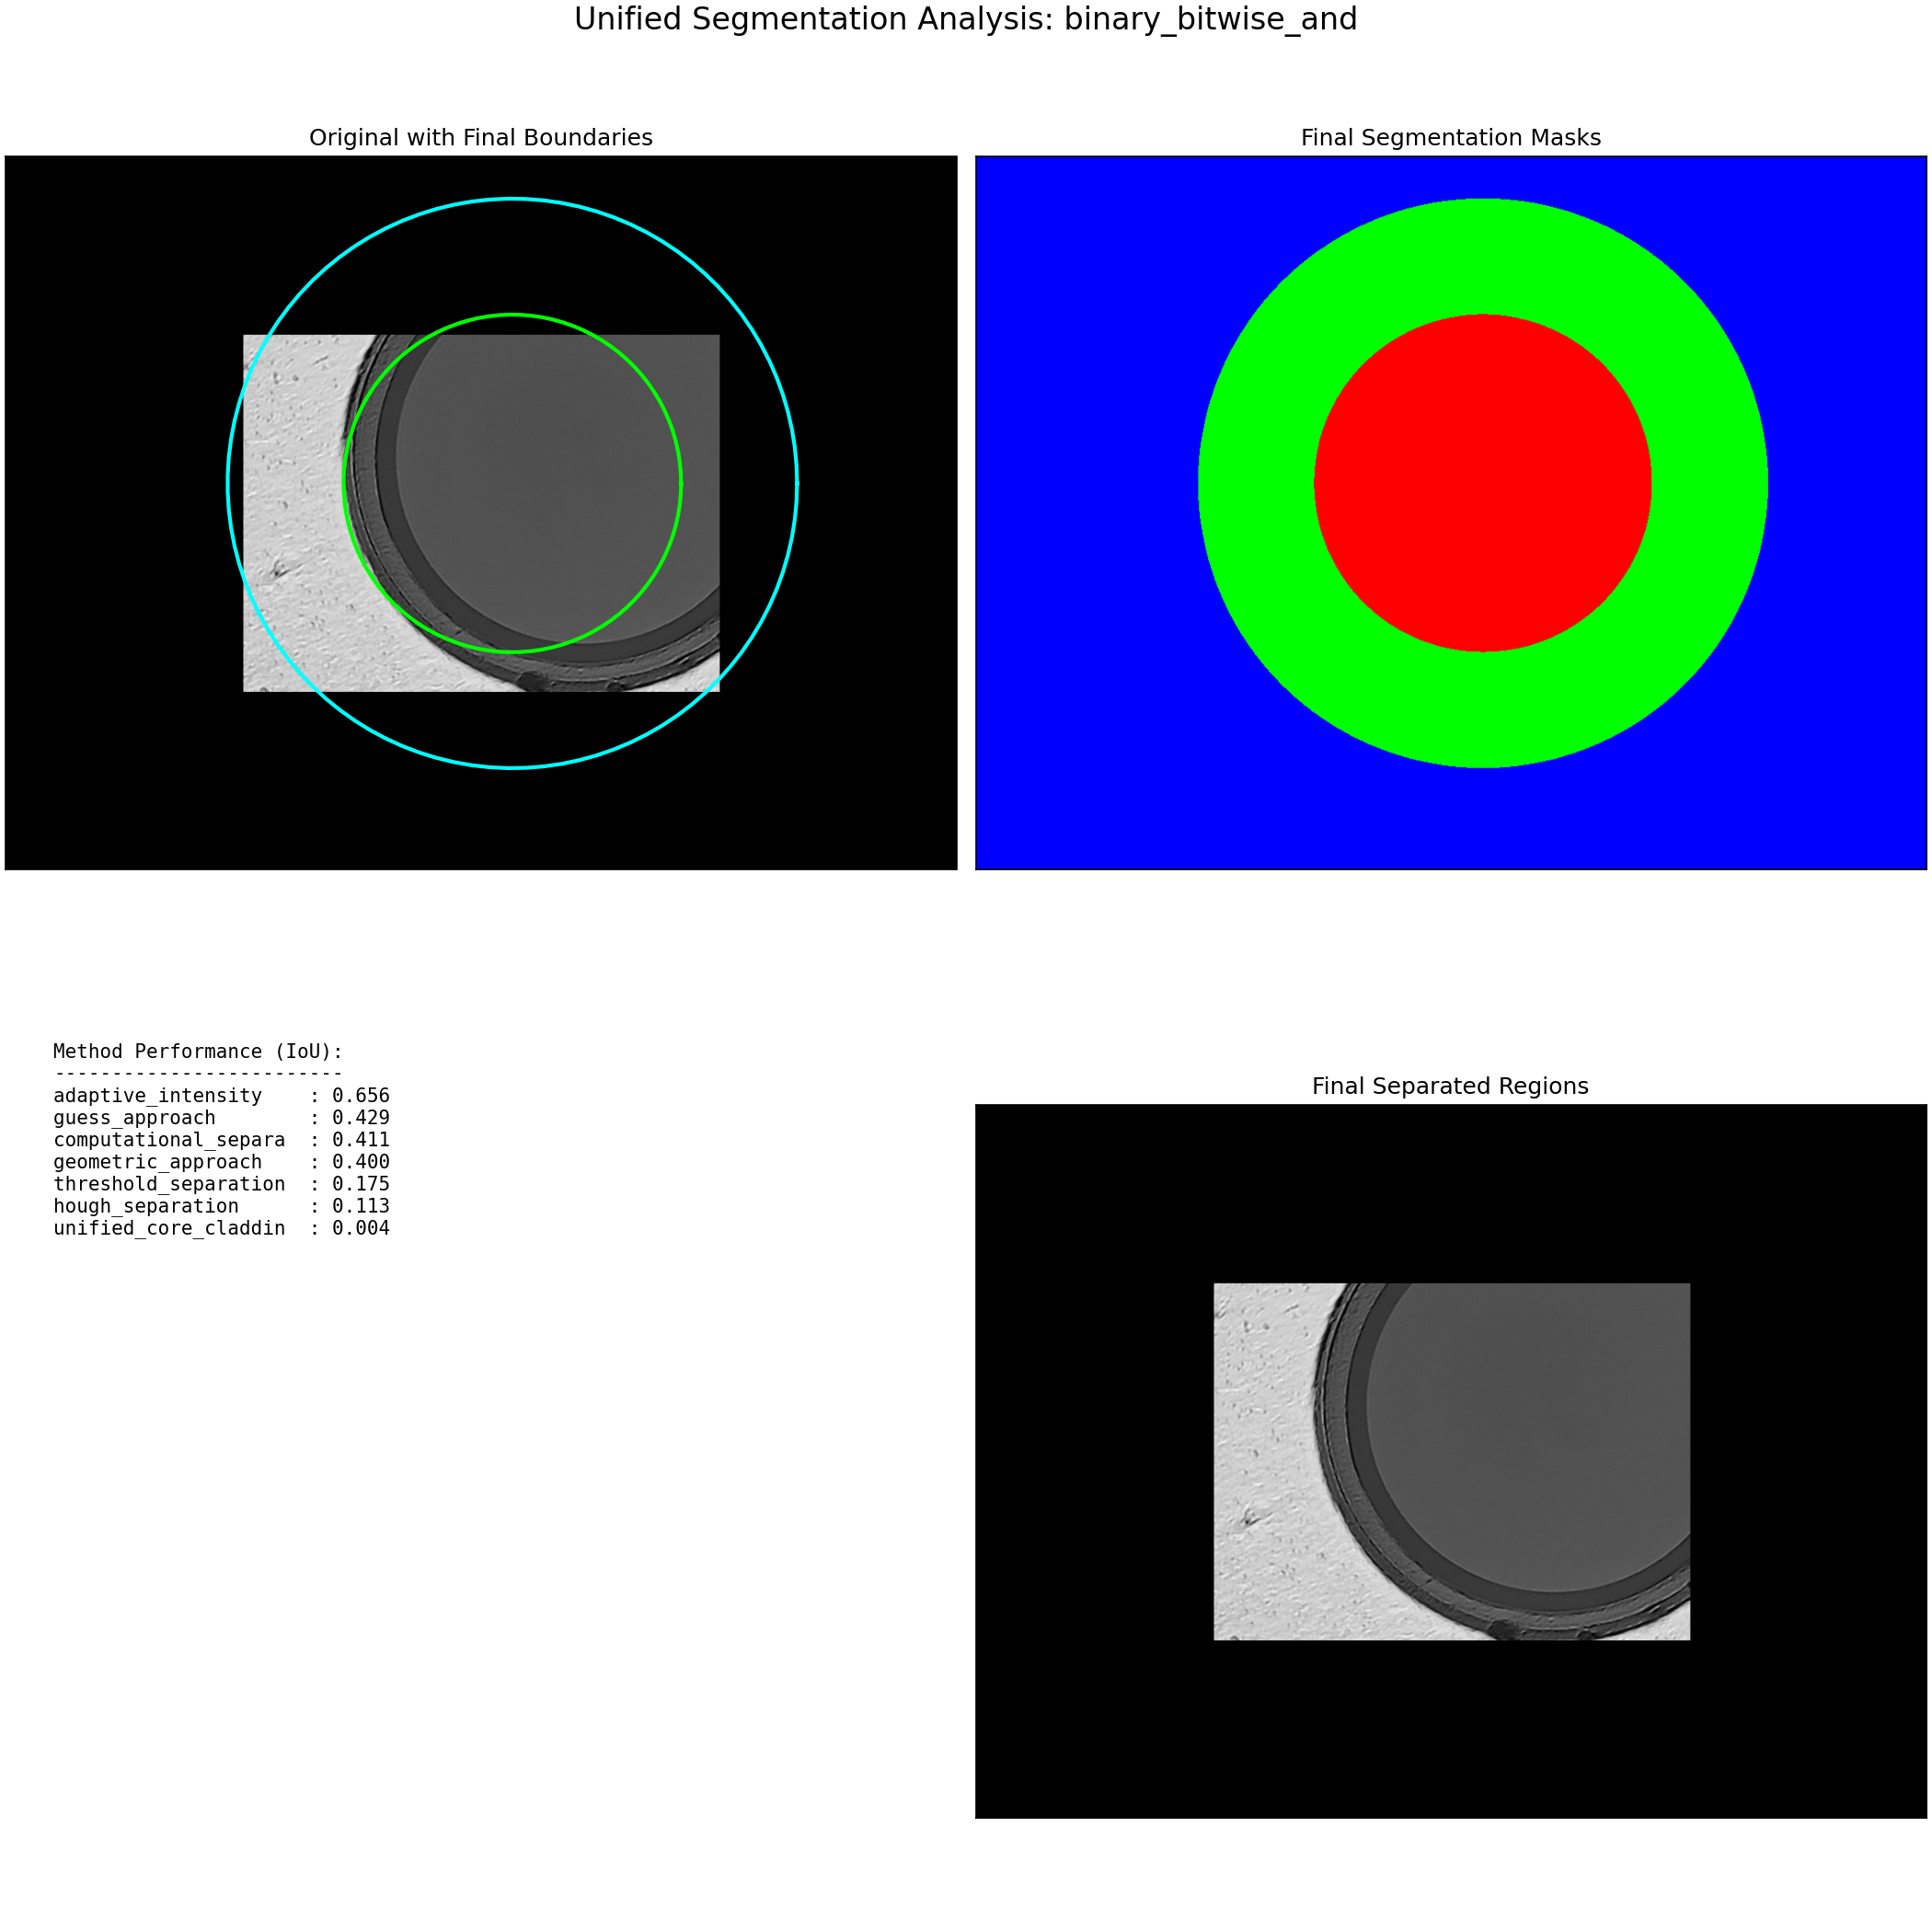 Unified Segmentation Analysis: binary_bitwise_and
Original with Final Boundaries
Final Segmentation Masks
Method Performance (IoU):
-------------------------
adaptive_intensity    : 0.656
guess_approach        : 0.429
computational_separa  : 0.411
geometric_approach    : 0.400
threshold_separation  : 0.175
hough_separation      : 0.113
unified_core_claddin  : 0.004
Final Separated Regions